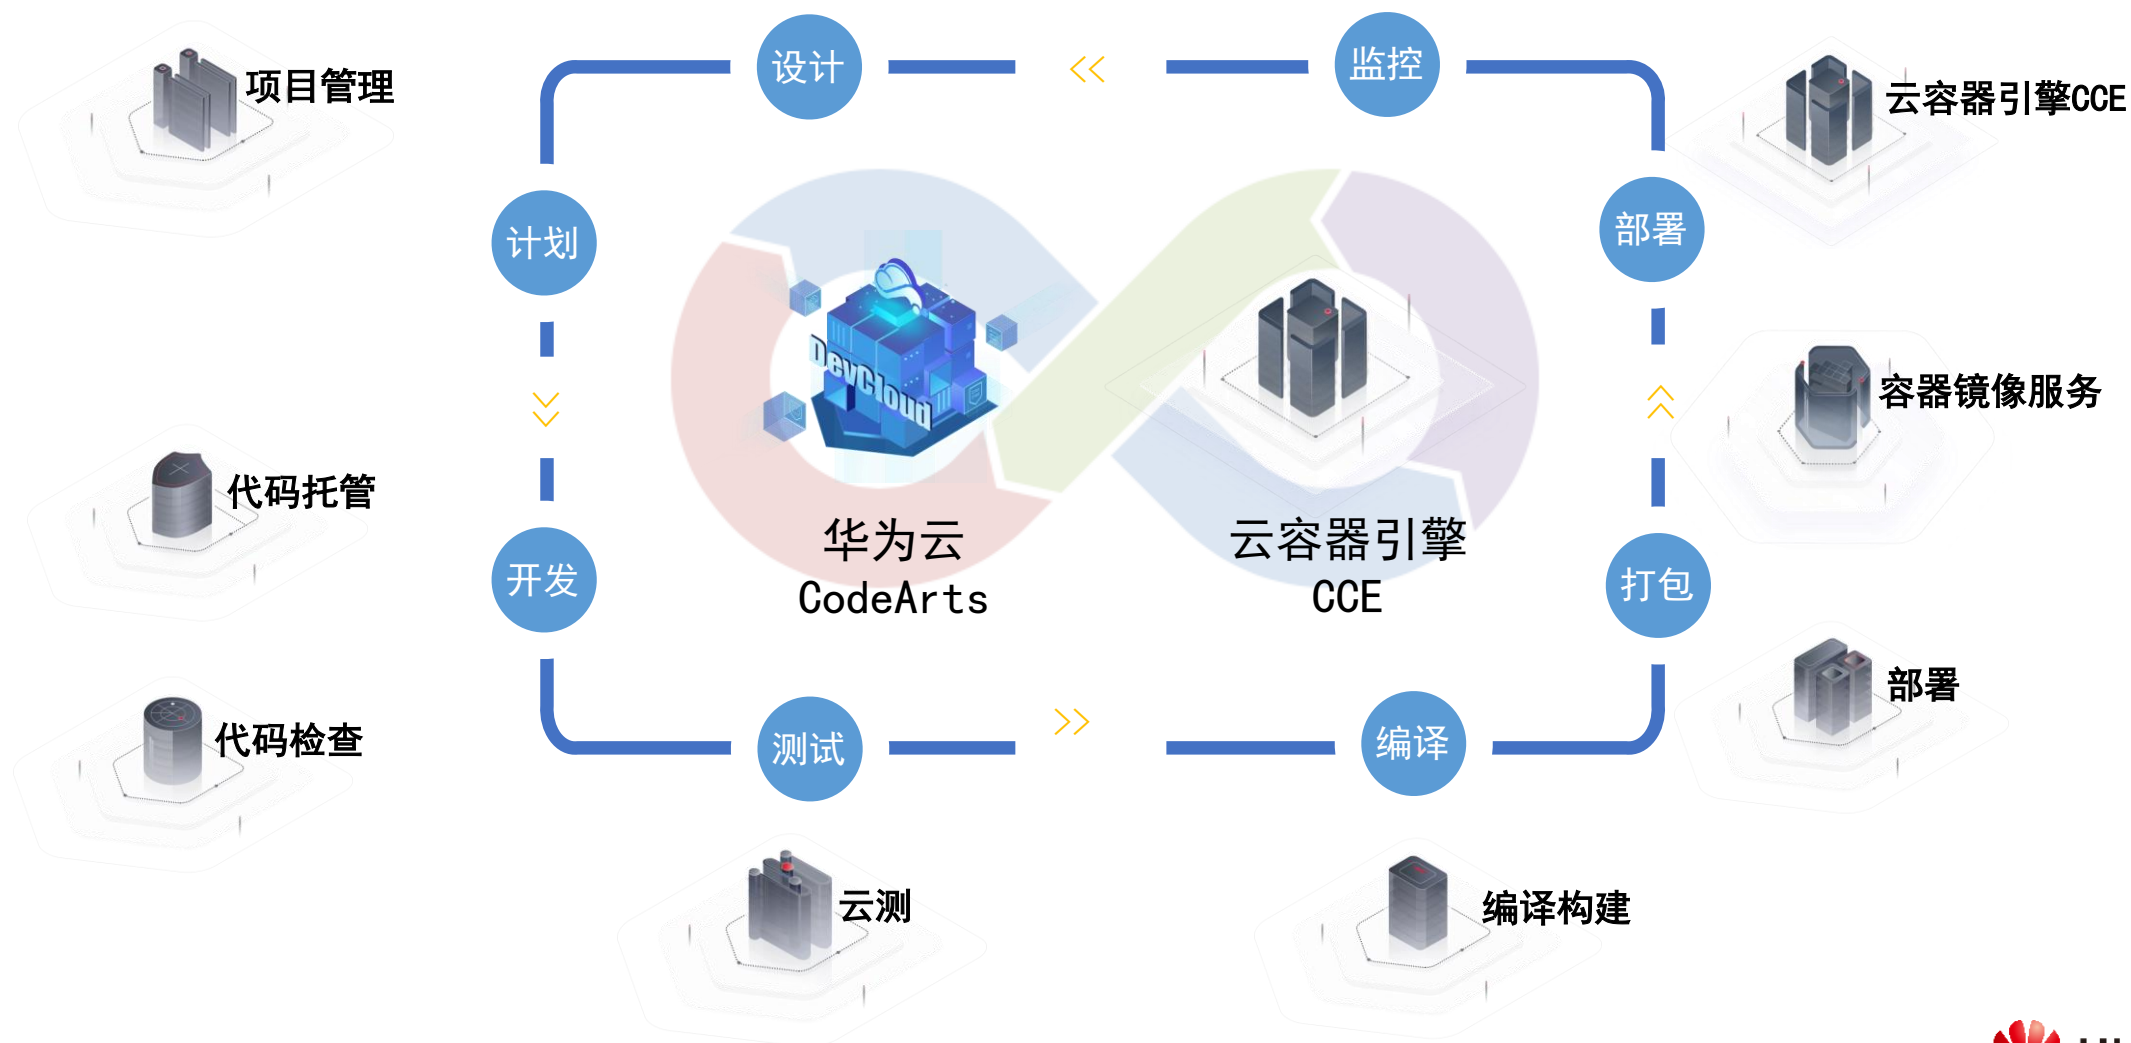 项目管理
设计
监控
云容器引擎CCE
计划
部署
DevCloud
代码托管
容器镜像服务
华为云
CodeArts
云容器引擎
CCE
开发
打包
代码检查
测试
编译
部署
云测
编译构建